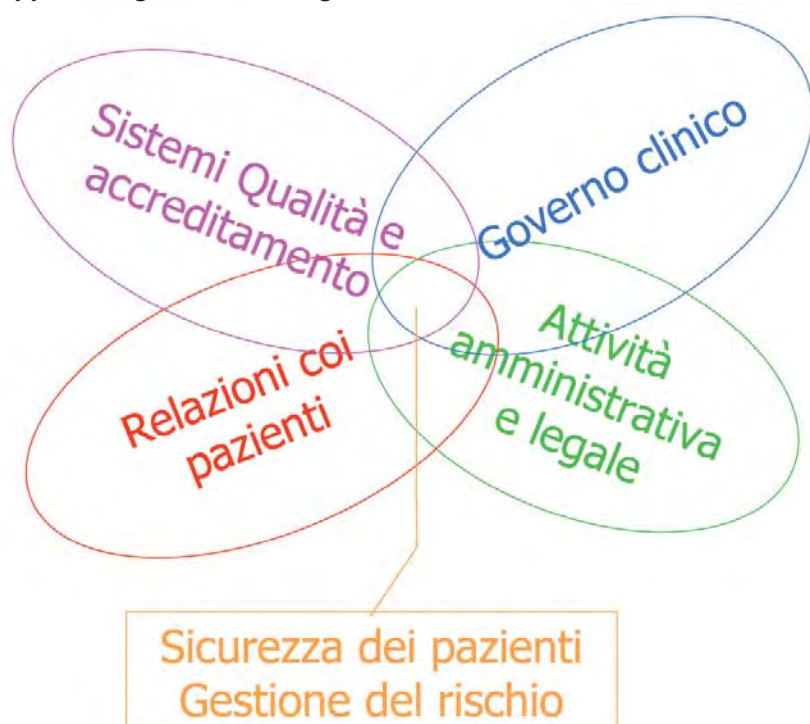 Sistemi Qualità e
accreditamento
Governo clinico
Relazioni coi
pazienti
Attività
amministrativa
e legale
Sicurezza dei pazienti
Gestione del rischio